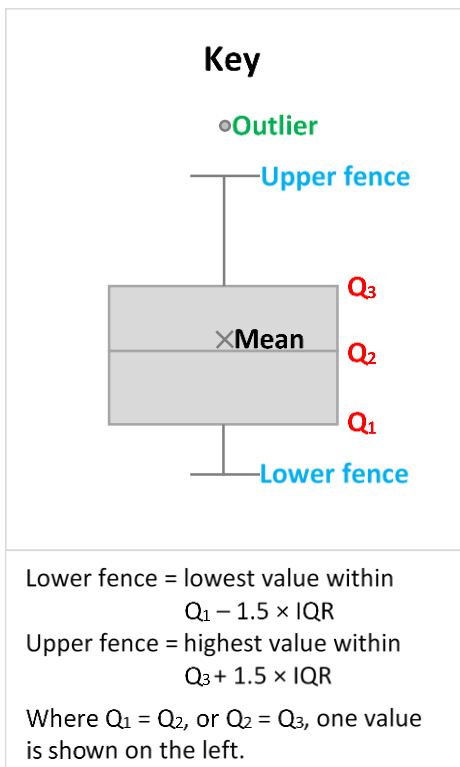 Key
Outlier
Upper fence
Q3
Mean
Q2
Q1
Lower fence
Lower fence = lowest value within
Q1 – 1.5 × IQR
Upper fence = highest value within
Q3 + 1.5 × IQR
Where Q1 = Q2, or Q2 = Q3, one value
is shown on the left.